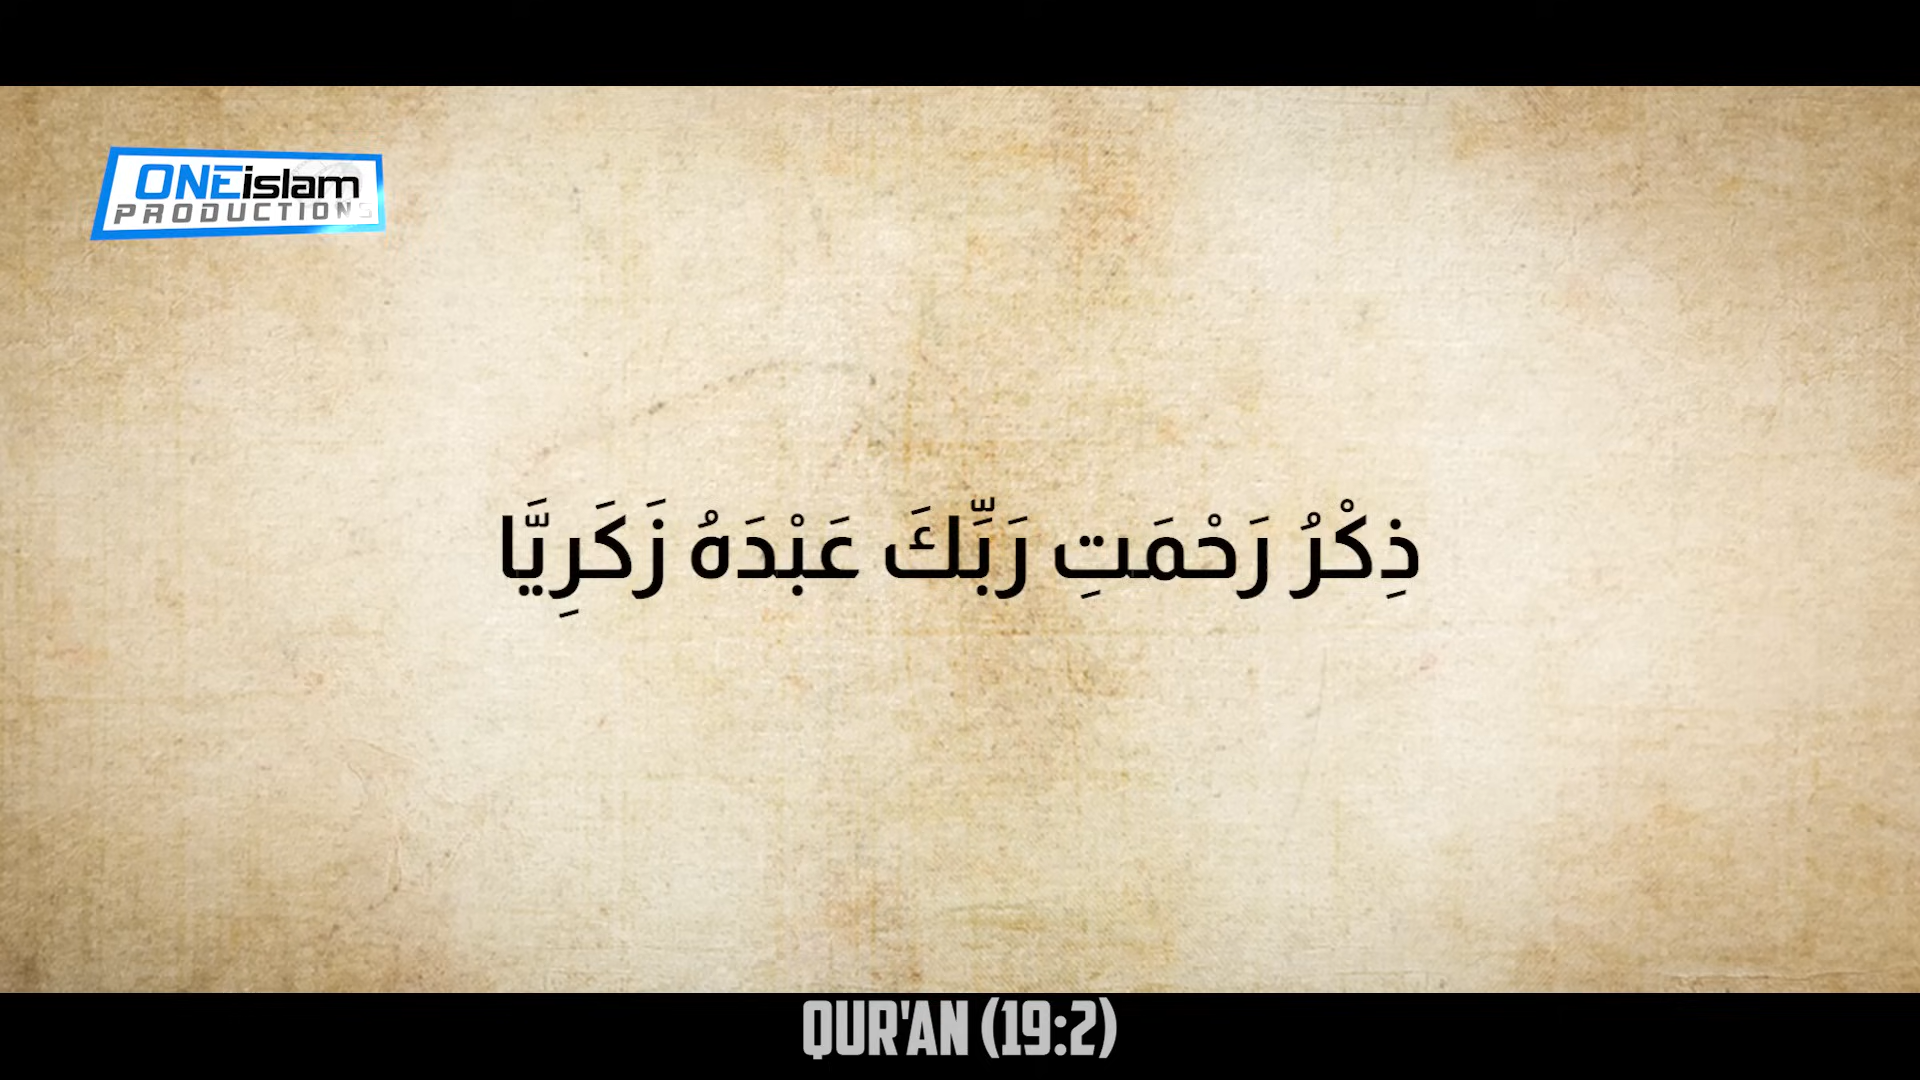 ONEislam
PRODUCTIONS
ذِكْرُ رَحْمَتِ رَبِّكَ عَبْدَهُ زَكَرِيَّا
QUR'AN (19:2)